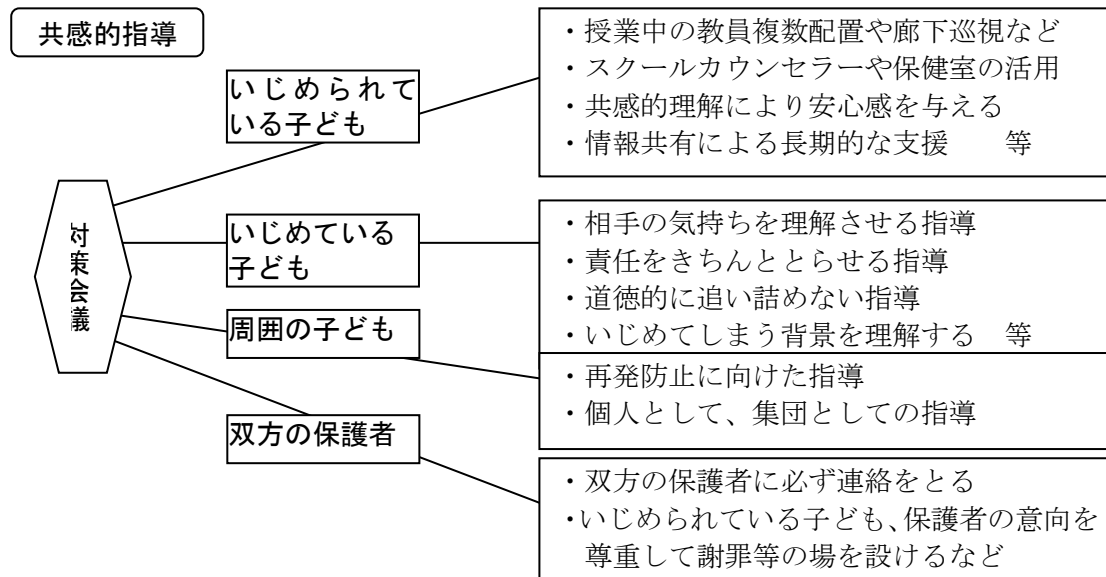 共感的指導
対策会議
いじめられて
いる子ども
・授業中の教員複数配置や廊下巡視など
・スクールカウンセラーや保健室の活用
・共感的理解により安心感を与える
・情報共有による長期的な支援　　等
いじめている
子ども
・相手の気持ちを理解させる指導
・責任をきちんととらせる指導
・道徳的に追い詰めない指導
・いじめてしまう背景を理解する　等
周囲の子ども
・再発防止に向けた指導
・個人として、集団としての指導
双方の保護者
・双方の保護者に必ず連絡をとる
・いじめられている子ども、保護者の意向を
尊重して謝罪等の場を設けるなど